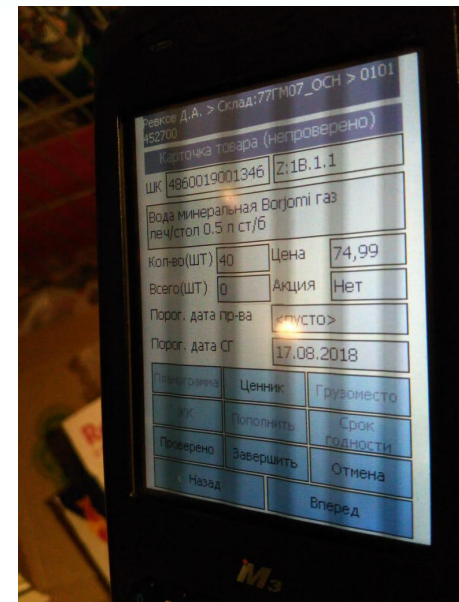 Ревков Д.А. > Склад:77ГМ07_ОСН > 0101
452700
Карточка товара (непроверено)
ШК 4860019001346 Z:1B.1.1
Вода минеральная Borjomi газ
леч/стол 0.5 л ст/б
Кол-во(ШТ) 40 Цена 74,99
Всего(ШТ) 0 Акция Нет
Порог. дата пр-ва <пусто>
Порог. дата СГ 17.08.2018
Планограмма Ценник Грузоместо
ЖК Пополнить Срок годности
Проверено Завершить Отмена
Назад Вперед
M3